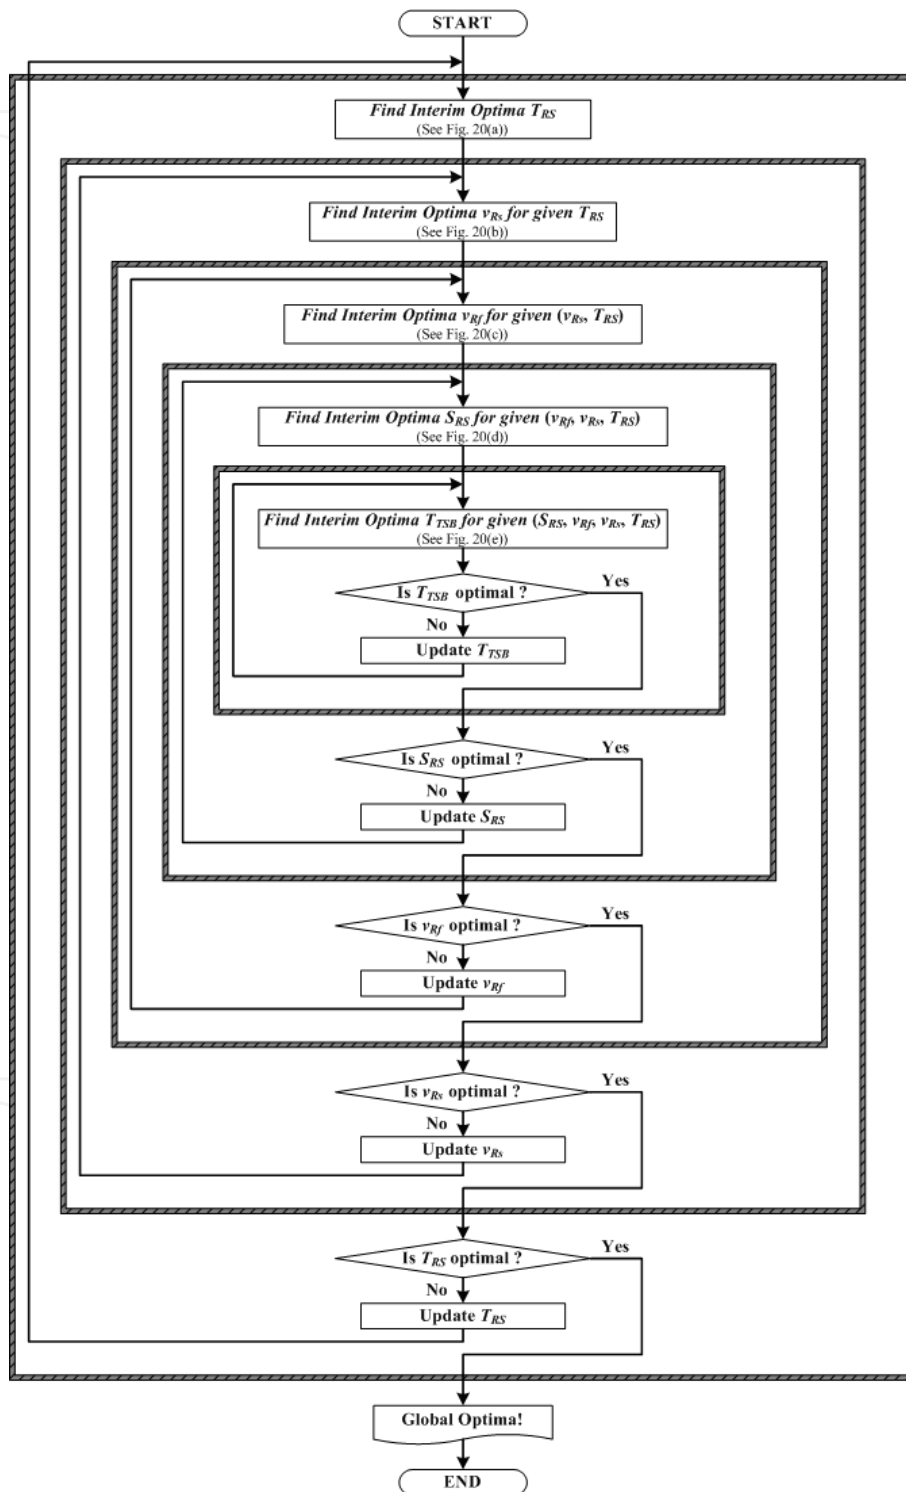 START
Find Interim Optima T_RS
(See Fig. 20(a))
Find Interim Optima v_Rs for given T_RS
(See Fig. 20(b))
Find Interim Optima v_Rf for given (v_Rs, T_RS)
(See Fig. 20(c))
Find Interim Optima S_RS for given (v_Rf, v_Rs, T_RS)
(See Fig. 20(d))
Find Interim Optima T_TSB for given (S_RS, v_Rf, v_Rs, T_RS)
(See Fig. 20(e))
Is T_TSB optimal ?
Yes
No
Update T_TSB
Is S_RS optimal ?
Yes
No
Update S_RS
Is v_Rf optimal ?
Yes
No
Update v_Rf
Is v_Rs optimal ?
Yes
No
Update v_Rs
Is T_RS optimal ?
Yes
No
Update T_RS
Global Optima!
END